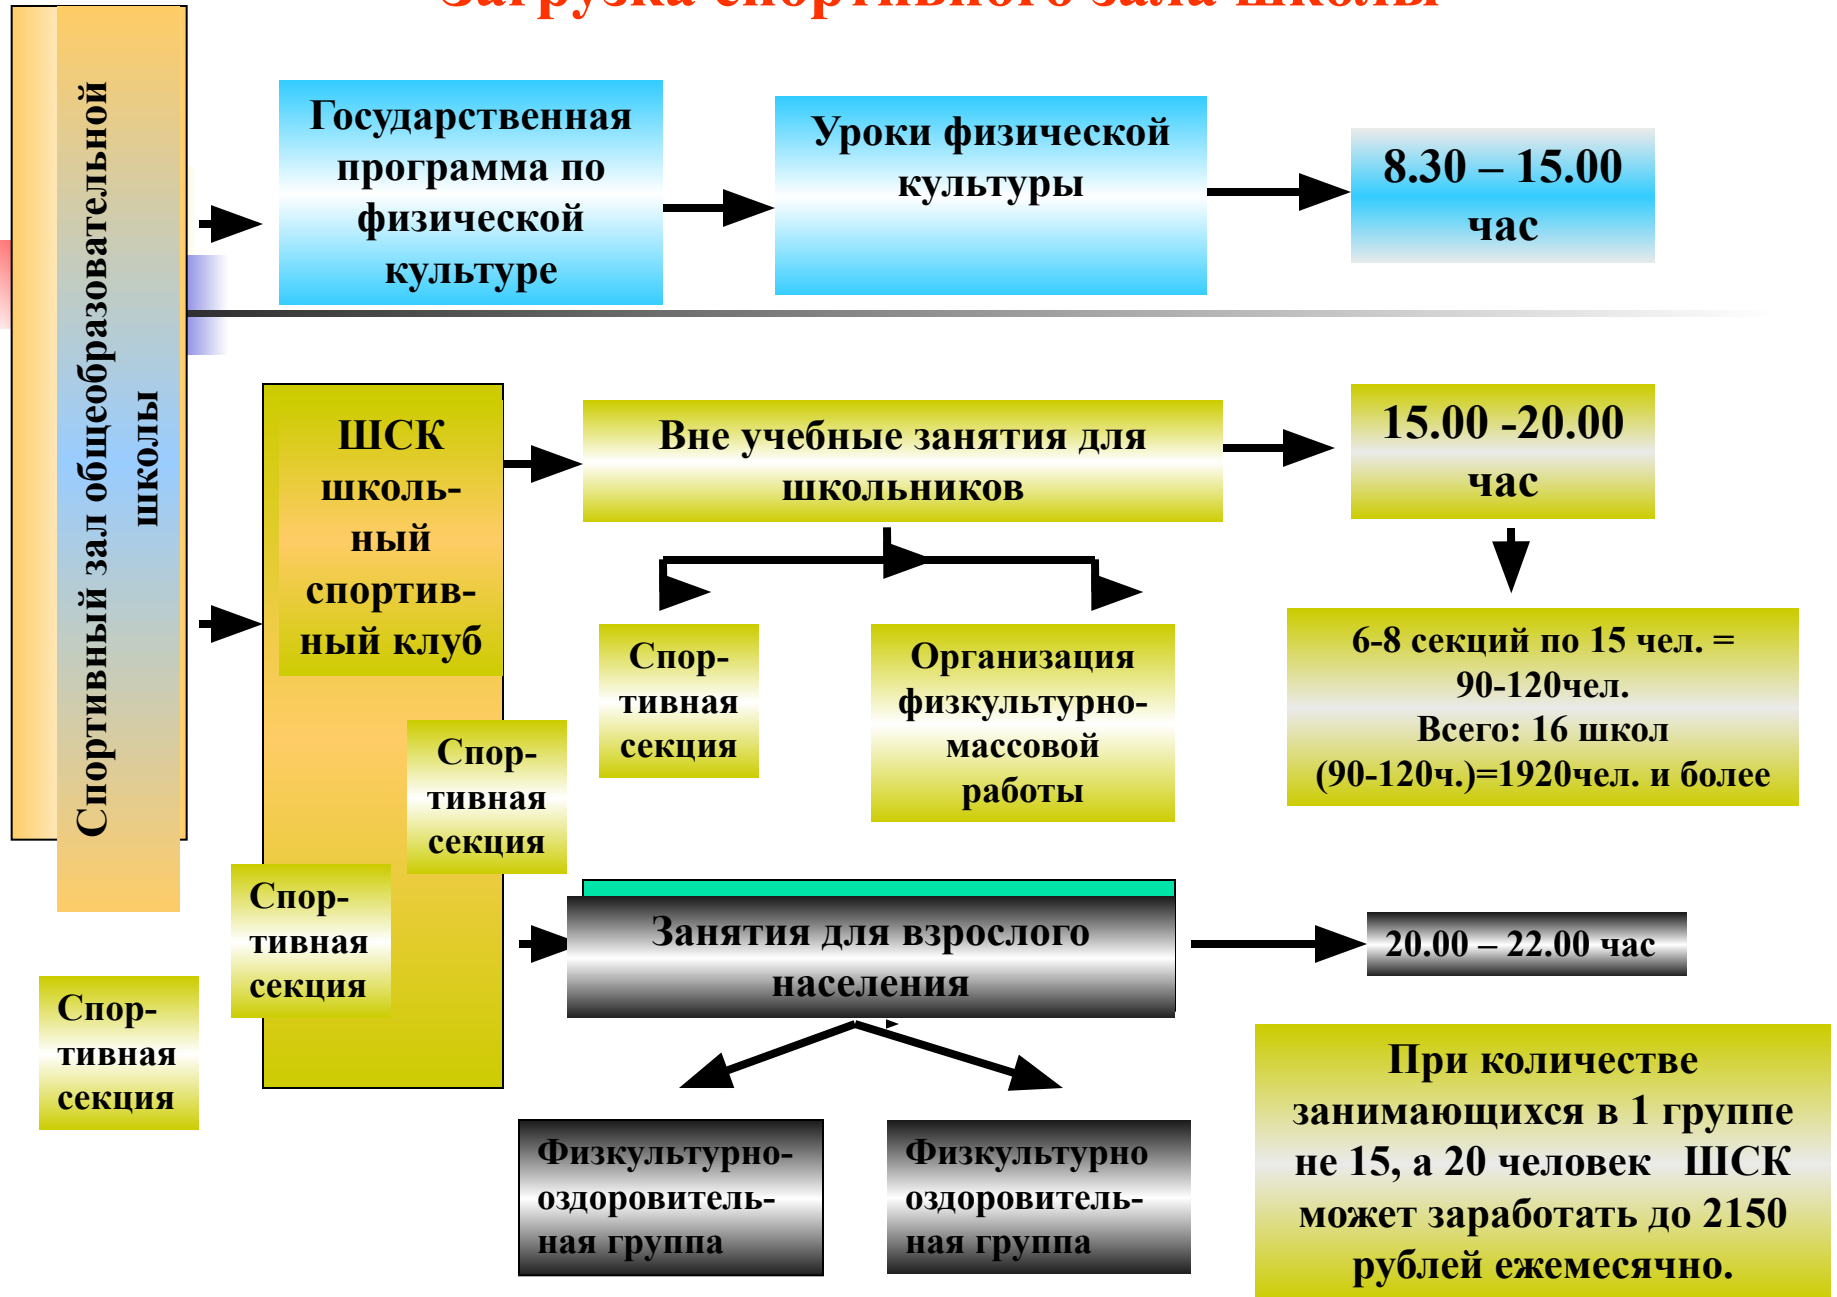 Загрузка спортивного зала школы
Спортивный зал общеобразовательной
школы
Государственная
программа по
физической
культуре
Уроки физической
культуры
8.30 – 15.00
час
ШСК
школь-
ный
спортив-
ный клуб
Вне учебные занятия для
школьников
15.00 -20.00
час
Спор-
тивная
секция
Организация
физкультурно-
массовой
работы
6-8 секций по 15 чел. =
90-120чел.
Всего: 16 школ
(90-120ч.)=1920чел. и более
Спор-
тивная
секция
Спор-
тивная
секция
Спор-
тивная
секция
Занятия для взрослого
населения
20.00 – 22.00 час
Физкультурно-
оздоровитель-
ная группа
Физкультурно
оздоровитель-
ная группа
При количестве
занимающихся в 1 группе
не 15, а 20 человек ШСК
может заработать до 2150
рублей ежемесячно.